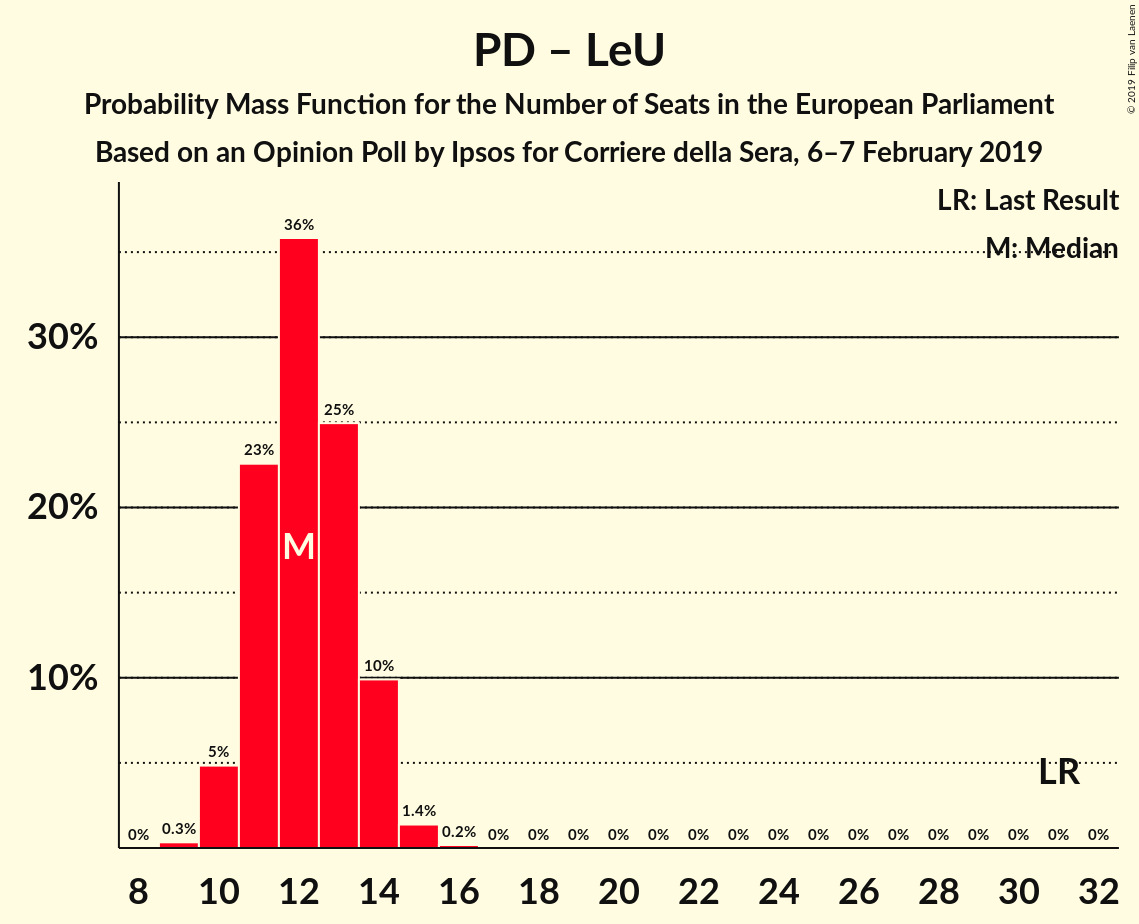 PD – LeU
Probability Mass Function for the Number of Seats in the European Parliament
Based on an Opinion Poll by Ipsos for Corriere della Sera, 6–7 February 2019
© 2019 Filip van Laenen
LR: Last Result
M: Median
30%
20%
10%
0% 0.3% 5% 23% 36% 25% 10% 1.4% 0.2% 0% 0% 0% 0% 0% 0% 0% 0% 0% 0% 0% 0% 0% 0% 0% 0%
M
LR
8 10 12 14 16 18 20 22 24 26 28 30 32